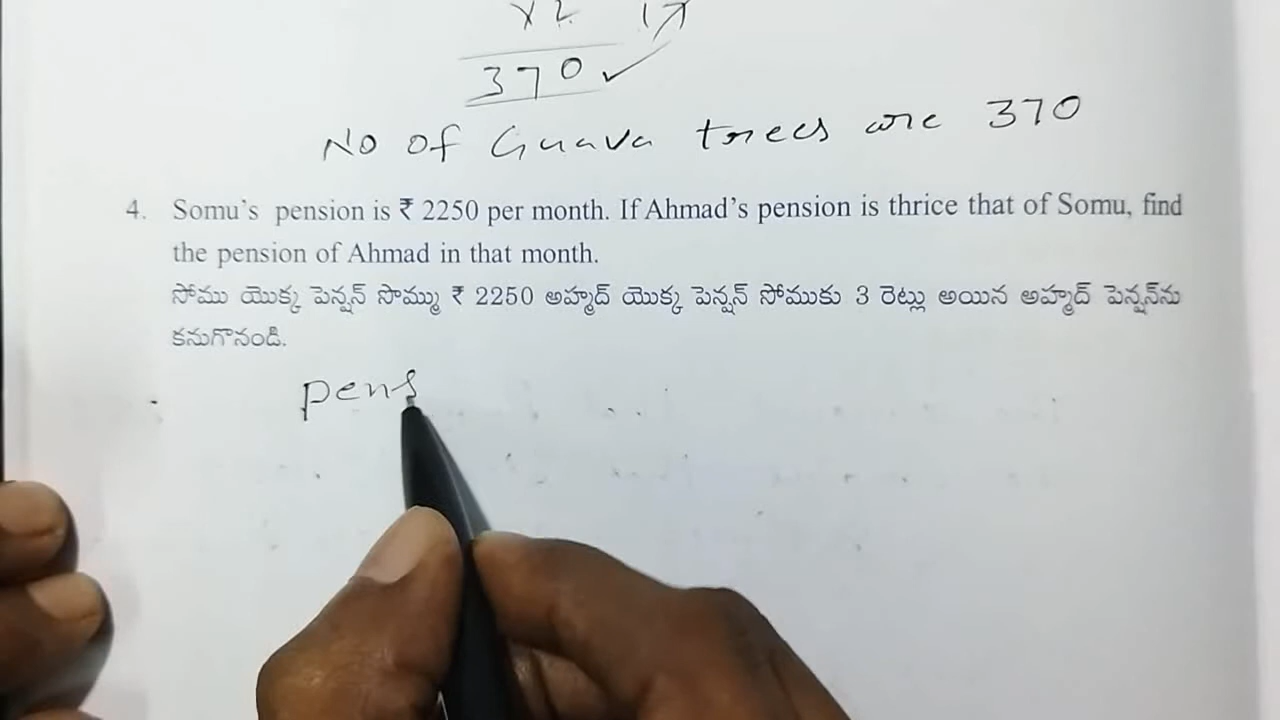 x2
370 ✓
No of Guava trees are 370
4. Somu's pension is ₹ 2250 per month. If Ahmad's pension is thrice that of Somu, find
the pension of Ahmad in that month.
సోము యొక్క పెన్షన్ సొమ్ము ₹ 2250 అహ్మద్ యొక్క పెన్షన్ సోముకు 3 రెట్లు అయిన అహ్మద్ పెన్షన్‌ను
కనుగొనండి.
pens